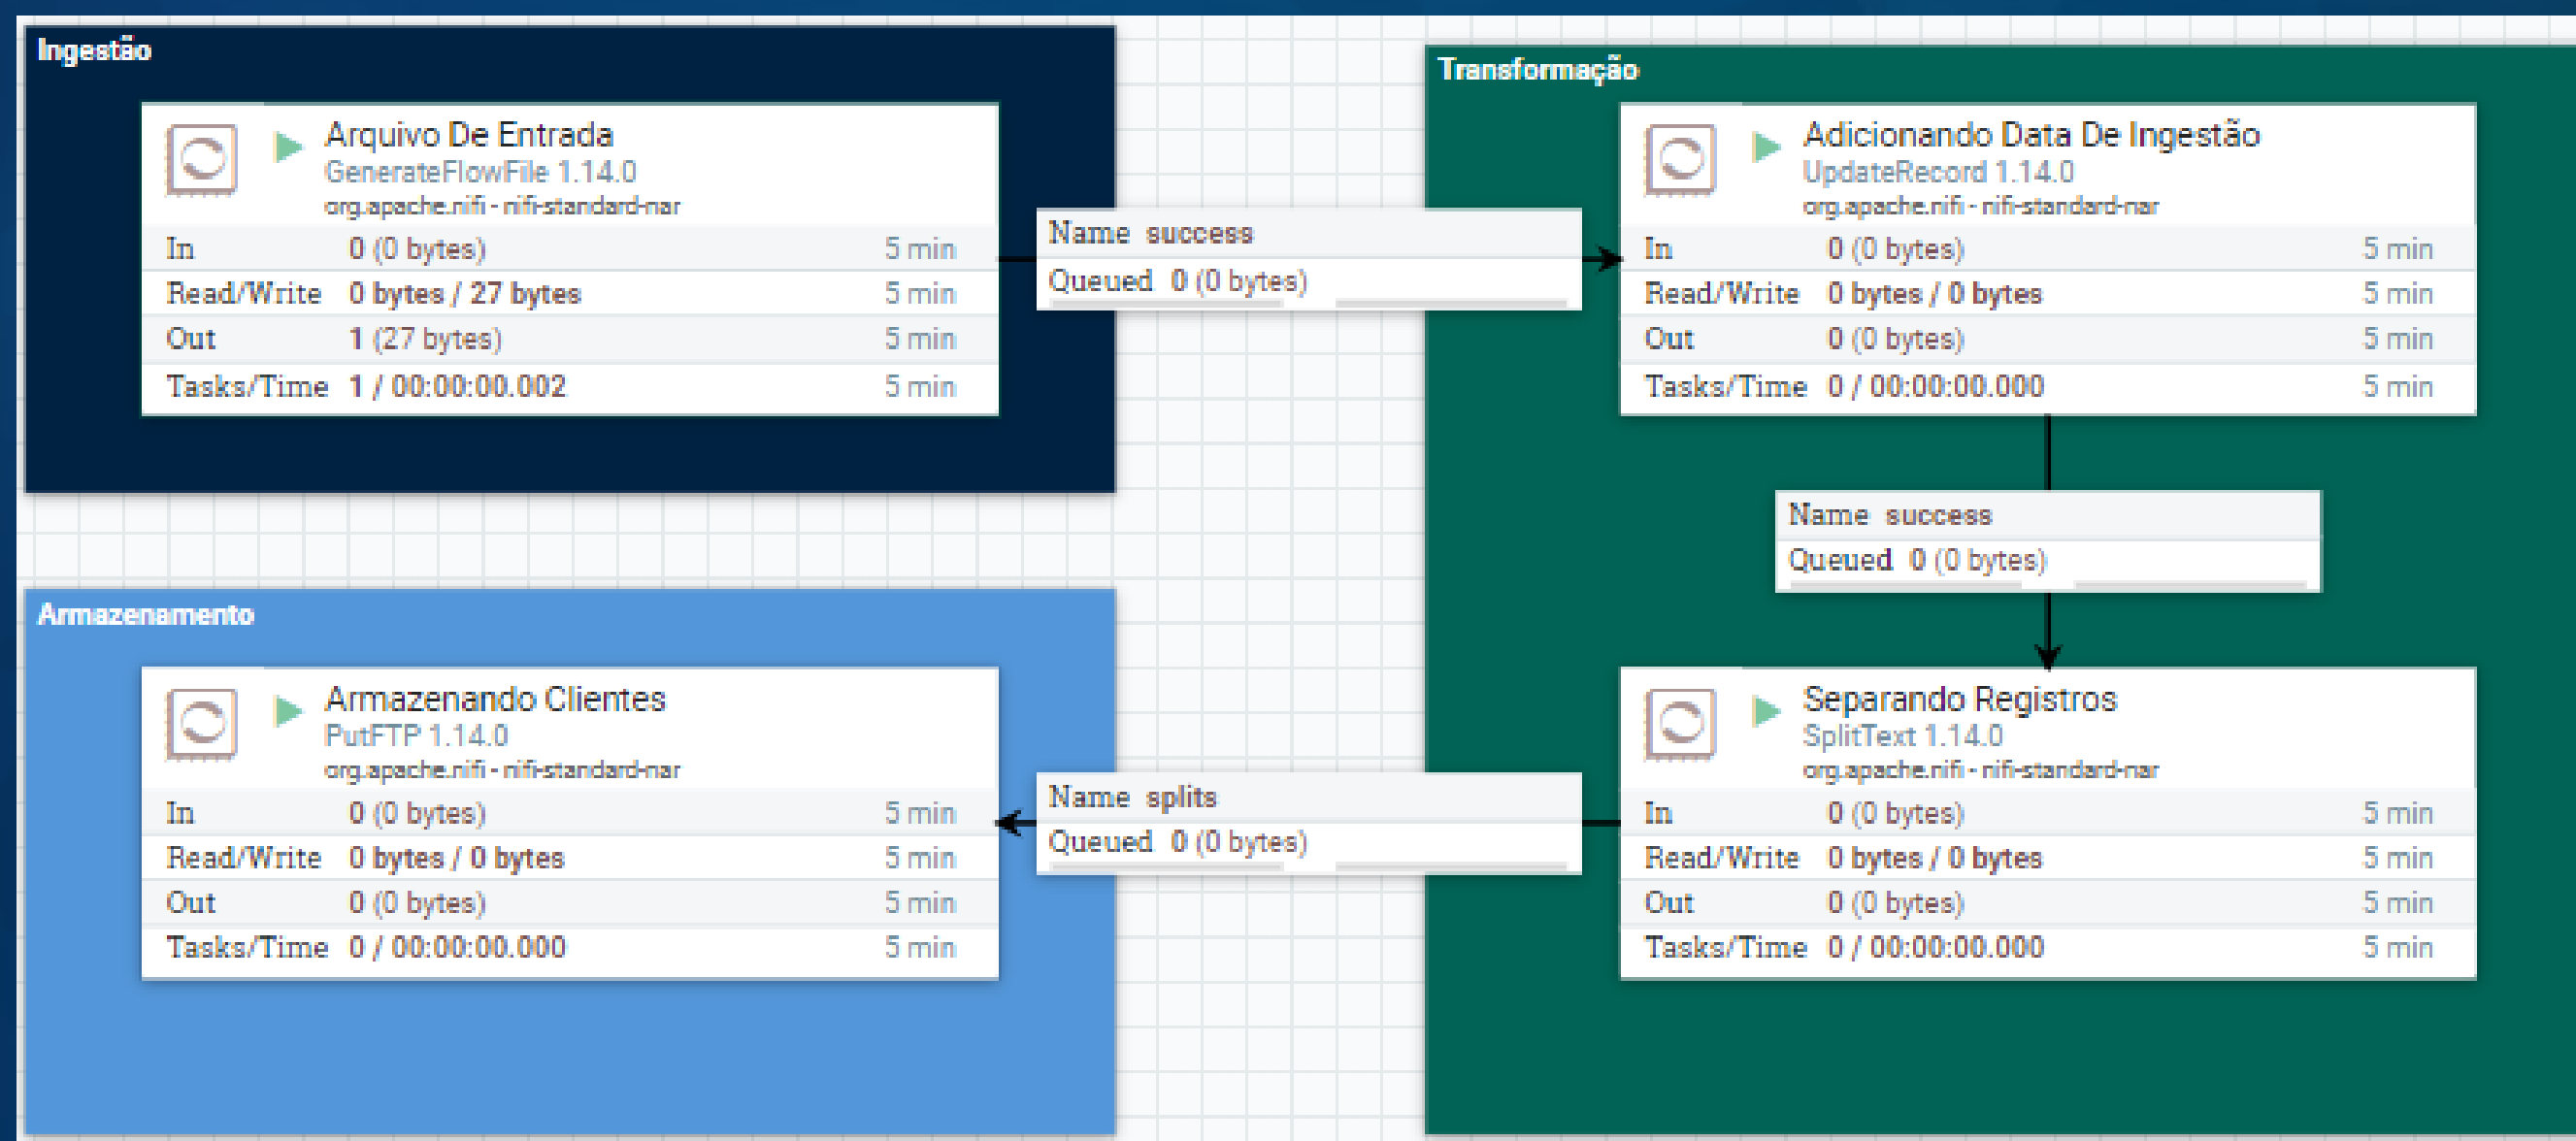 Ingestão
Arquivo De Entrada
GenerateFlowFile 1.14.0
org.apache.nifi - nifi-standard-nar
In 0 (0 bytes) 5 min
Read/Write 0 bytes / 27 bytes 5 min
Out 1 (27 bytes) 5 min
Tasks/Time 1 / 00:00:00.002 5 min
Name success
Queued 0 (0 bytes)
Transformação
Adicionando Data De Ingestão
UpdateRecord 1.14.0
org.apache.nifi - nifi-standard-nar
In 0 (0 bytes) 5 min
Read/Write 0 bytes / 0 bytes 5 min
Out 0 (0 bytes) 5 min
Tasks/Time 0 / 00:00:00.000 5 min
Name success
Queued 0 (0 bytes)
Separando Registros
SplitText 1.14.0
org.apache.nifi - nifi-standard-nar
In 0 (0 bytes) 5 min
Read/Write 0 bytes / 0 bytes 5 min
Out 0 (0 bytes) 5 min
Tasks/Time 0 / 00:00:00.000 5 min
Name splits
Queued 0 (0 bytes)
Armazenamento
Armazenando Clientes
PutFTP 1.14.0
org.apache.nifi - nifi-standard-nar
In 0 (0 bytes) 5 min
Read/Write 0 bytes / 0 bytes 5 min
Out 0 (0 bytes) 5 min
Tasks/Time 0 / 00:00:00.000 5 min